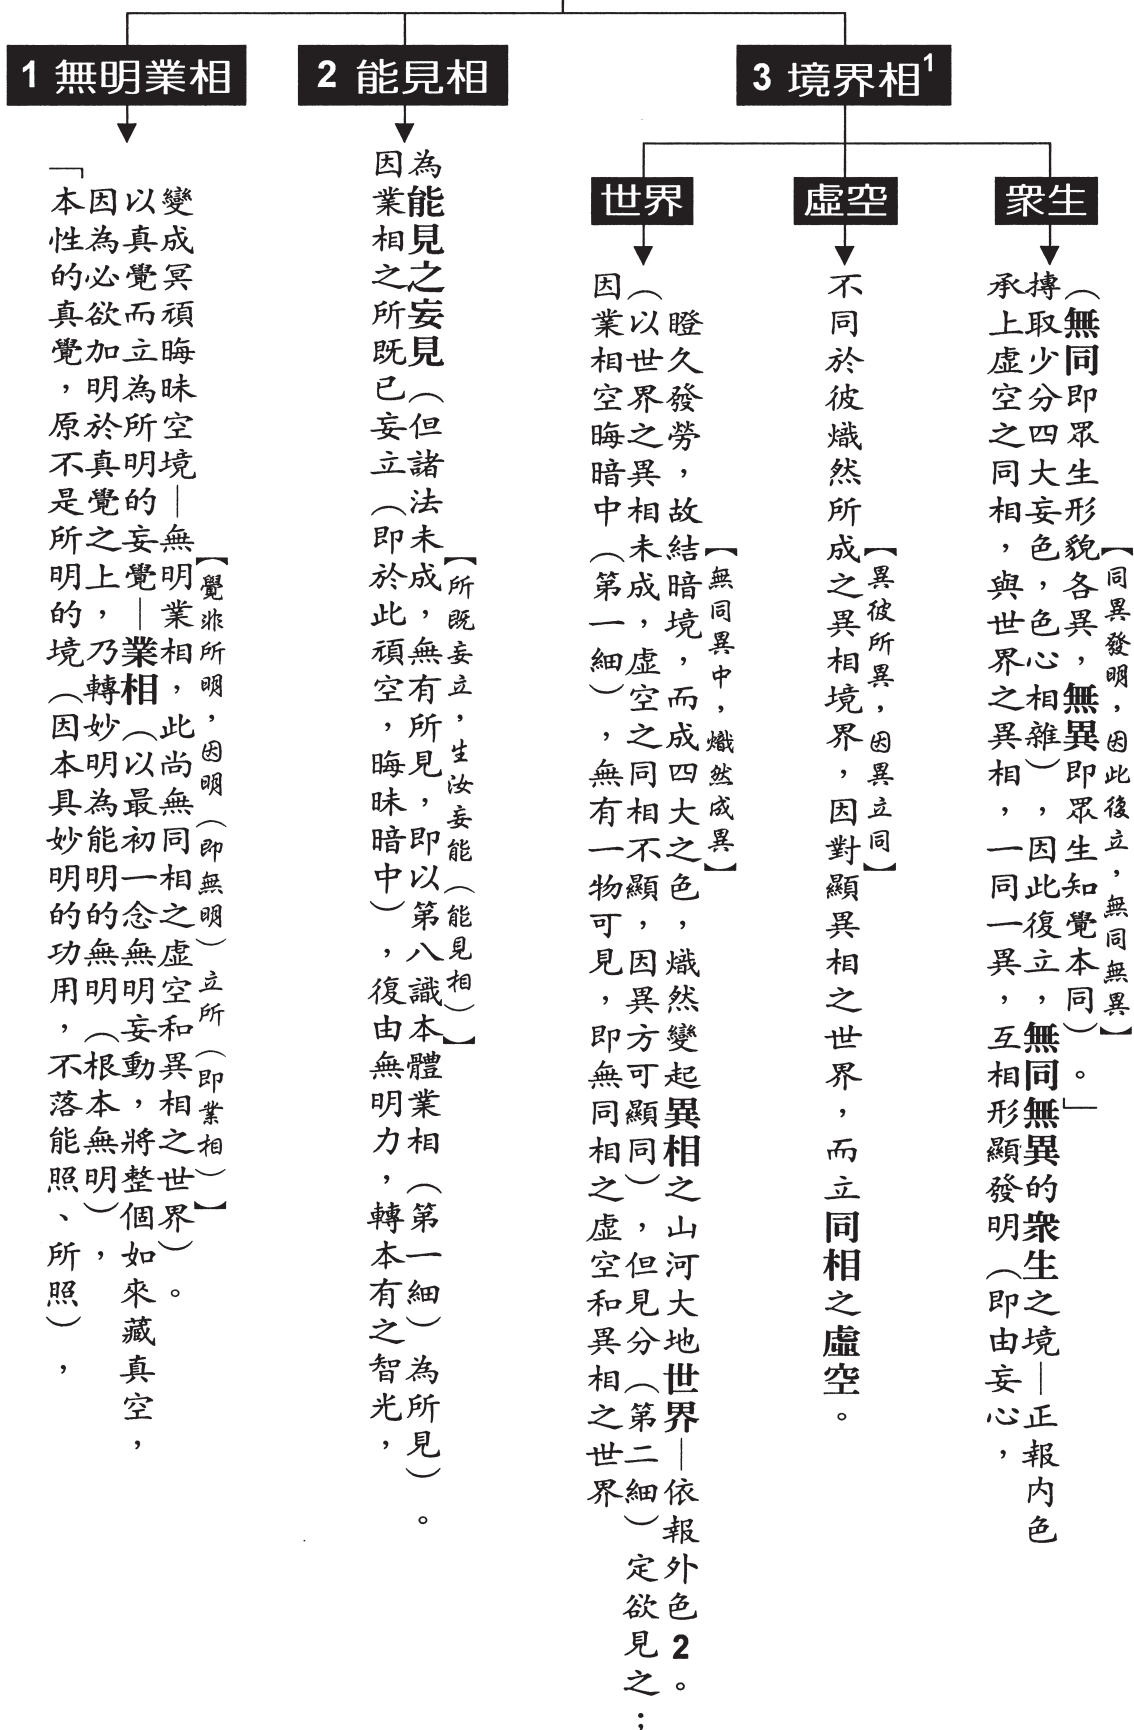 1 無明業相
「本性的真覺，原不是所明的境（因本具妙明的功用，不落能照、所照），
因為必欲加明於真覺之上，乃轉妙明為能明的無明（根本無明），
以真覺而立為所明的妄覺—業相（以最初一念無明妄動，將整個如來藏真空，
變成冥頑晦昧空境—無明業相，此尚無同相之虛空和異相之世界）。
【覺非所明，因明（即無明）立所（即業相）】
2 能見相
因業相之所既已妄立（即於此頑空，晦昧暗中），復由無明力，轉本有之智光，
為能見之妄見（但諸法未成，無有所見，即以第八識本體業相（第一細）為所見）。
【所既妄立，生汝妄能（能見相）】
3 境界相1
世界
因業相空晦暗中（第一細），無有一物可見，即無同相之虛空和異相之世界
（以世界之異相未成，虛空之同相不顯，因異方可顯同），但見分（第二細）定欲見之；
瞪久發勞，故結暗境，而成四大之色，熾然變起異相之山河大地世界—依報外色2。
【無同異中，熾然成異】
虛空
不同於彼熾然所成之異相境界，因對顯異相之世界，而立同相之虛空。
【異彼所異，因異立同】
眾生
承上虛空之同相，與世界之異相，一同一異，互相形顯發明（即由妄心，
摶取少分四大妄色，色心相雜），因此復立，無同無異的眾生之境—正報內色
（無同即眾生形貌各異，無異即眾生知覺本同）。」
【同異發明，因此復立，無同無異】